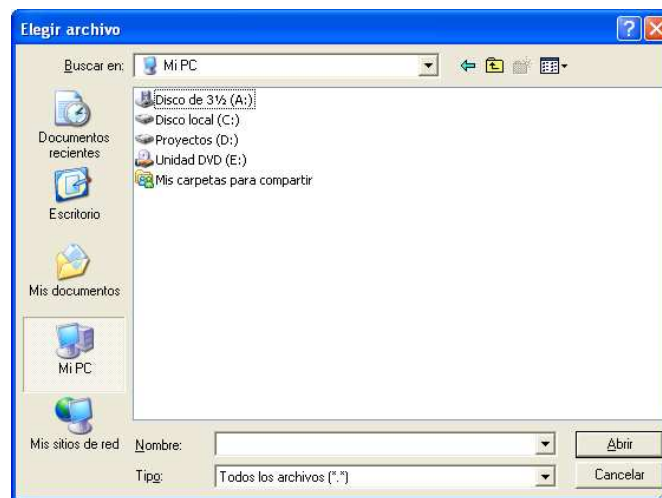 Elegir archivo
Buscar en:
Mi PC
Documentos
recientes
Escritorio
Mis documentos
Mi PC
Mis sitios de red
Disco de 3½ (A:)
Disco local (C:)
Proyectos (D:)
Unidad DVD (E:)
Mis carpetas para compartir
Nombre:
Abrir
Tipo:
Todos los archivos (*.*)
Cancelar